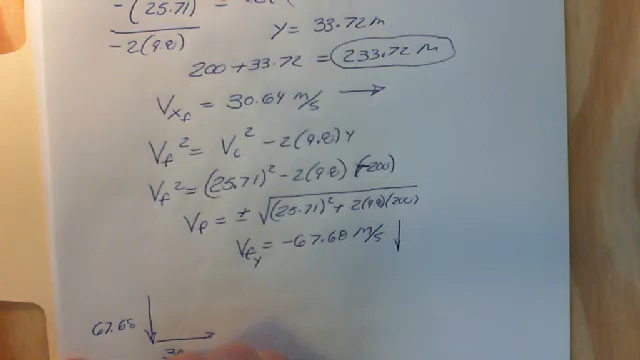 -(25.71) =
-2(9.8)
Y = 33.72 m
200 + 33.72 = 233.72 M
Vxf = 30.64 m/s →
Vf² = Vi² - 2(9.8)Y
Vf² = (25.71)² - 2(9.8)(-200)
Vf = ± √(25.71)² + 2(9.8)(200)
Vfy = -67.68 m/s ↓
67.68